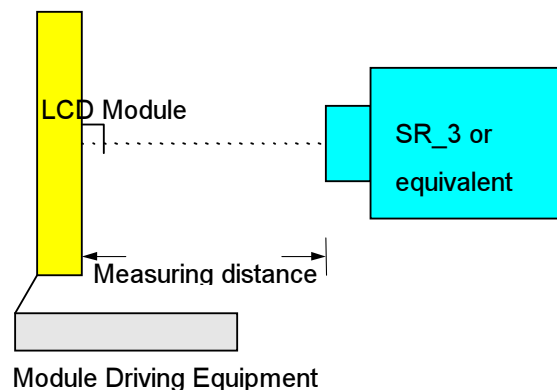 LCD Module
SR_3 or
equivalent
Measuring distance
Module Driving Equipment